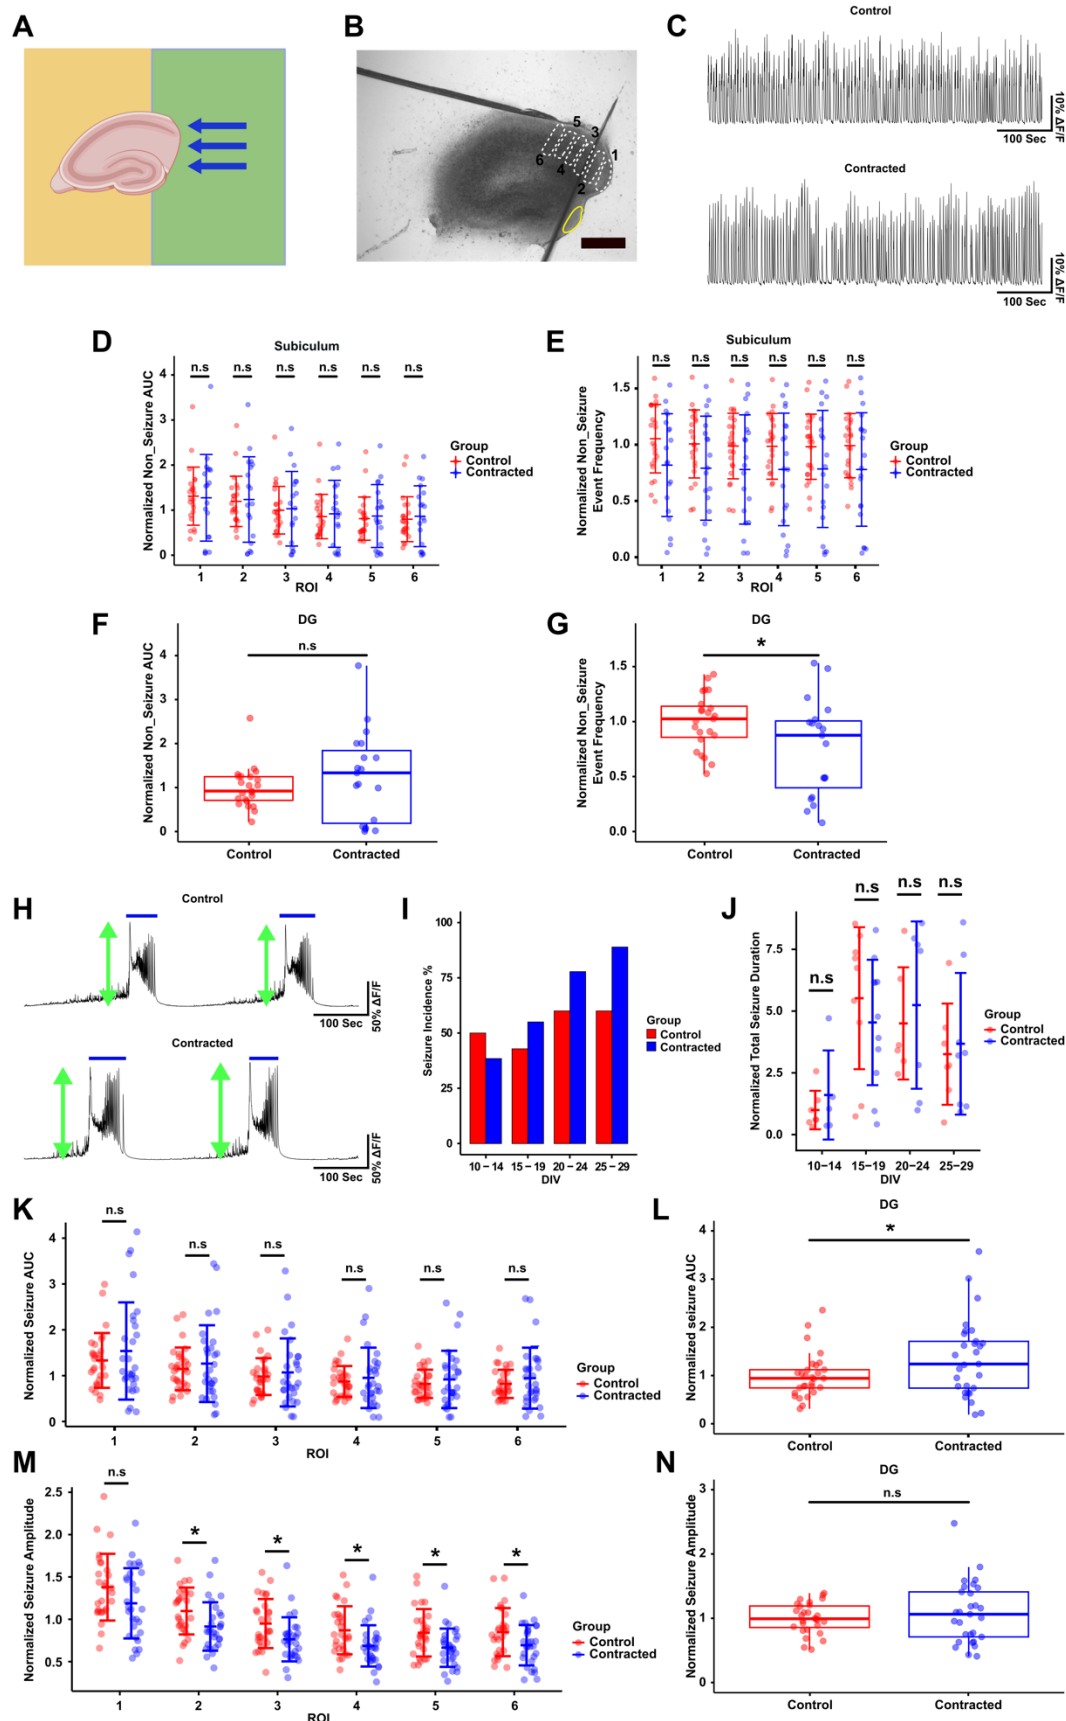 A
B
5
3
1
6
4
2
C
Control
10% ΔF/F
100 Sec
Contracted
10% ΔF/F
100 Sec
D
Subiculum
n.s n.s n.s n.s n.s n.s
Normalized Non_Seizure AUC
4
3
2
1
0
1 2 3 4 5 6
ROI
Group
Control
Contracted
E
Subiculum
n.s n.s n.s n.s n.s n.s
Normalized Non_Seizure
Event Frequency
1.5
1.0
0.5
0.0
1 2 3 4 5 6
ROI
Group
Control
Contracted
F
DG
n.s
Normalized Non_Seizure AUC
4
3
2
1
0
Control Contracted
G
DG
*
Normalized Non_Seizure
Event Frequency
1.5
1.0
0.5
0.0
Control Contracted
H
Control
50% ΔF/F
100 Sec
Contracted
50% ΔF/F
100 Sec
I
Seizure Incidence %
100
75
50
25
0
10-14 15-19 20-24 25-29
DIV
Group
Control
Contracted
J
n.s n.s n.s n.s
Normalized Total Seizure Duration
7.5
5.0
2.5
0.0
10-14 15-19 20-24 25-29
DIV
Group
Control
Contracted
K
n.s n.s n.s n.s n.s n.s
Normalized Seizure AUC
4
3
2
1
0
1 2 3 4 5 6
ROI
Group
Control
Contracted
L
DG
*
Normalized seizure AUC
4
3
2
1
0
Control Contracted
M
n.s * * * * *
Normalized Seizure Amplitude
2.5
2.0
1.5
1.0
0.5
1 2 3 4 5 6
ROI
Group
Control
Contracted
N
DG
n.s
Normalized Seizure Amplitude
3
2
1
0
Control Contracted